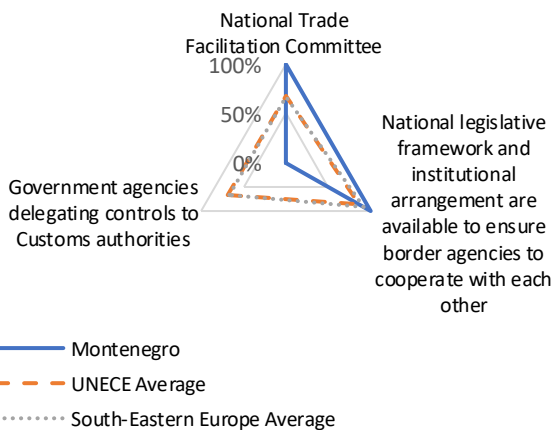 National Trade
Facilitation Committee
100%
50%
0%
National legislative
framework and
institutional
arrangement are
available to ensure
border agencies to
cooperate with each
other
Government agencies
delegating controls to
Customs authorities
Montenegro
UNECE Average
South-Eastern Europe Average